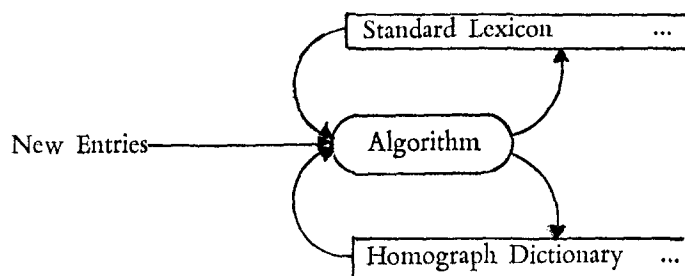 Standard Lexicon ...
New Entries
Algorithm
Homograph Dictionary ...